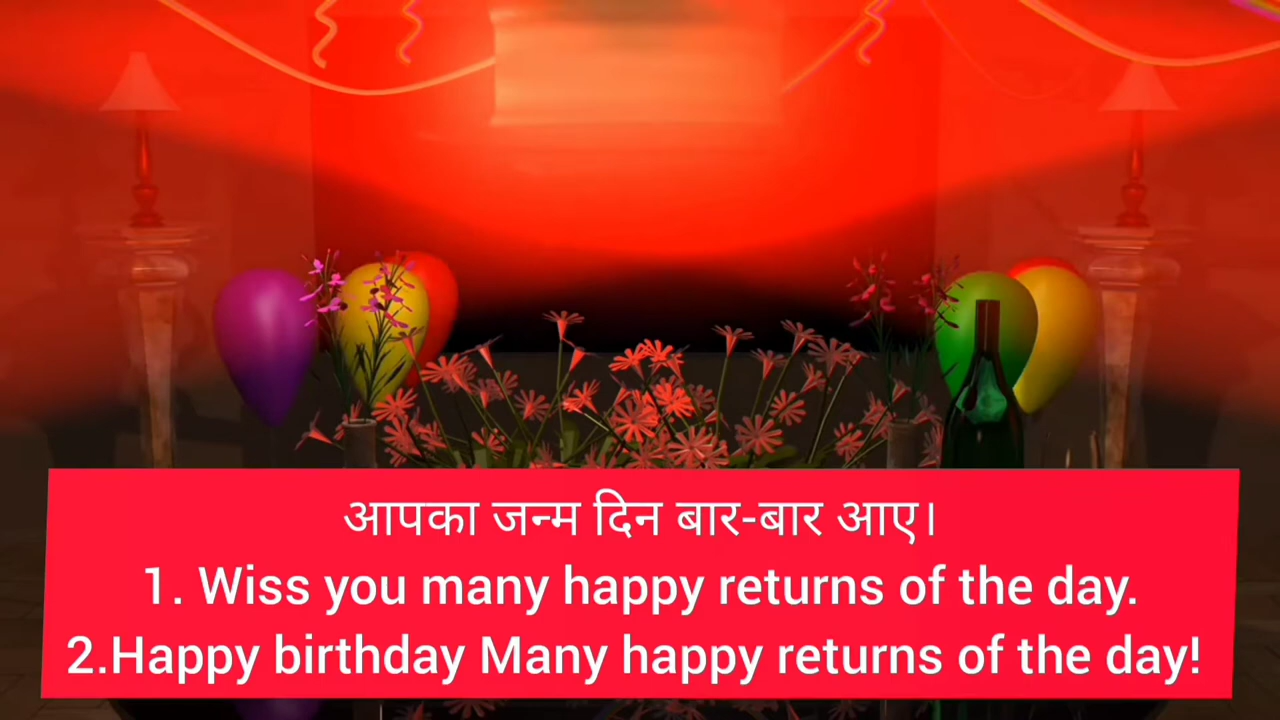 आपका जन्म दिन बार-बार आए।
1. Wiss you many happy returns of the day.
2.Happy birthday Many happy returns of the day!